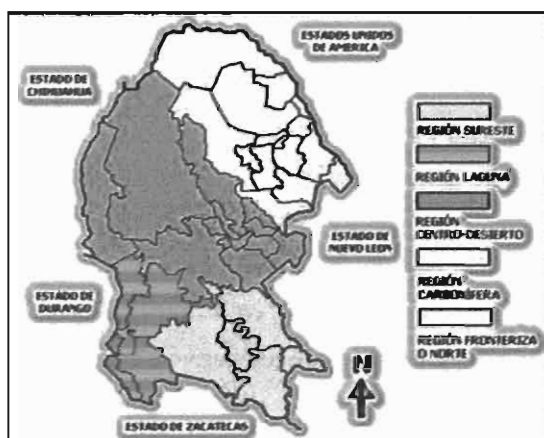 ESTADOS UNIDOS
DE AMERICA
ESTADO DE
CHIHUAHUA
ESTADO DE
NUEVO LEON
ESTADO DE
DURANGO
ESTADO DE ZACATECAS
N
REGIÓN SURESTE
REGIÓN LAGUNA
REGIÓN
CENTRO-DESIERTO
REGIÓN
CARBONÍFERA
REGIÓN FRONTERIZA
O NORTE